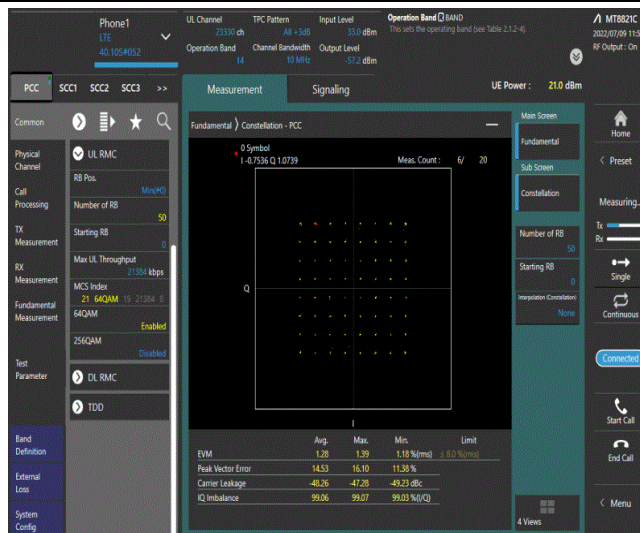 Phone1
LTE
40.10S#052
UL Channel
23330 ch
TPC Pattern
All +3dB
Input Level
33.0 dBm
Operation Band
14
Channel Bandwidth
10 MHz
Output Level
-57.2 dBm
Operation Band BAND
This sets the operating band (see Table 2.1.2-4).
MT8821C
2022/07/09 11:5
RF Output : On
PCC SCC1 SCC2 SCC3 >>
Measurement
Signaling
UE Power : 21.0 dBm
Common
Physical
Channel
Call
Processing
TX
Measurement
RX
Measurement
Fundamental
Measurement
Test
Parameter
Band
Definition
External
Loss
System
Config
UL RMC
RB Pos.
Min(#0)
Number of RB
50
Starting RB
0
Max UL Throughput
21384 kbps
MCS Index
21 64QAM 19 21384 8
64QAM
Enabled
256QAM
Disabled
DL RMC
TDD
Fundamental ⟩ Constellation - PCC
0 Symbol
I -0.7536 Q 1.0739
Meas. Count : 6/ 20
Q
I
Avg. Max. Min. Limit
EVM 1.28 1.39 1.18 %(rms) ≤ 8.0 %(rms)
Peak Vector Error 14.53 16.10 11.38 %
Carrier Leakage -48.26 -47.28 -49.23 dBc
IQ Imbalance 99.06 99.07 99.03 %(I/Q)
Main Screen
Fundamental
Sub Screen
Constellation
Number of RB
50
Starting RB
0
Interpolation (Constellation)
None
4 Views
Home
< Preset
Measuring..
Tx
Rx
Single
Continuous
Connected
Start Call
End Call
< Menu